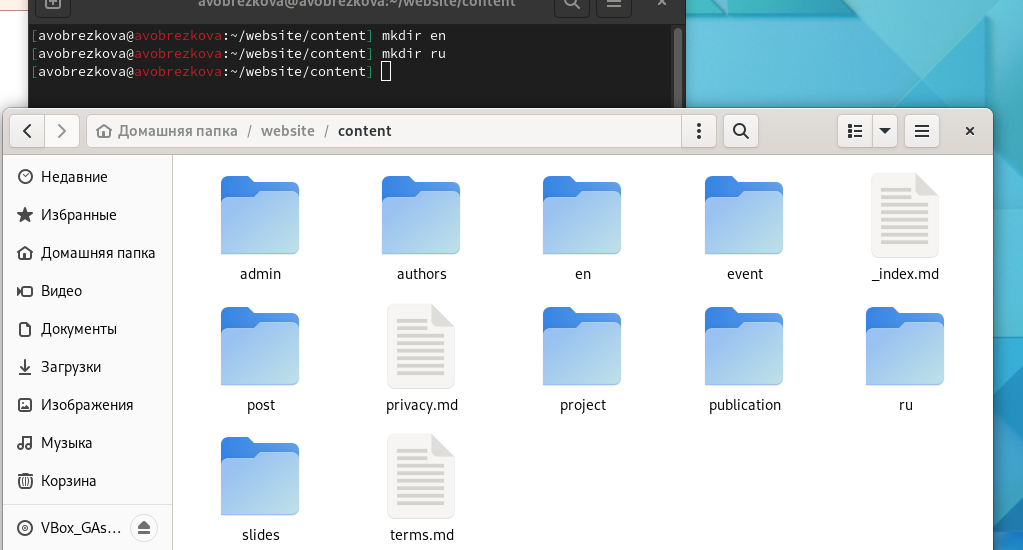 avobrezkova@avobrezkova:~/website/content
[avobrezkova@avobrezkova:~/website/content] mkdir en
[avobrezkova@avobrezkova:~/website/content] mkdir ru
[avobrezkova@avobrezkova:~/website/content]
Домашняя папка / website / content
Недавние
Избранные
Домашняя папка
Видео
Документы
Загрузки
Изображения
Музыка
Корзина
VBox_GAs…
admin authors en event _index.md
post privacy.md project publication ru
slides terms.md